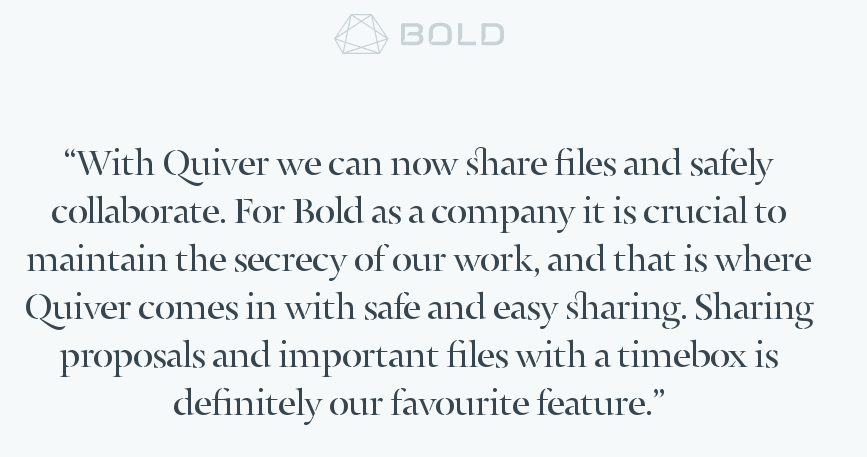 BOLD
“With Quiver we can now share files and safely
collaborate. For Bold as a company it is crucial to
maintain the secrecy of our work, and that is where
Quiver comes in with safe and easy sharing. Sharing
proposals and important files with a timebox is
definitely our favourite feature.”